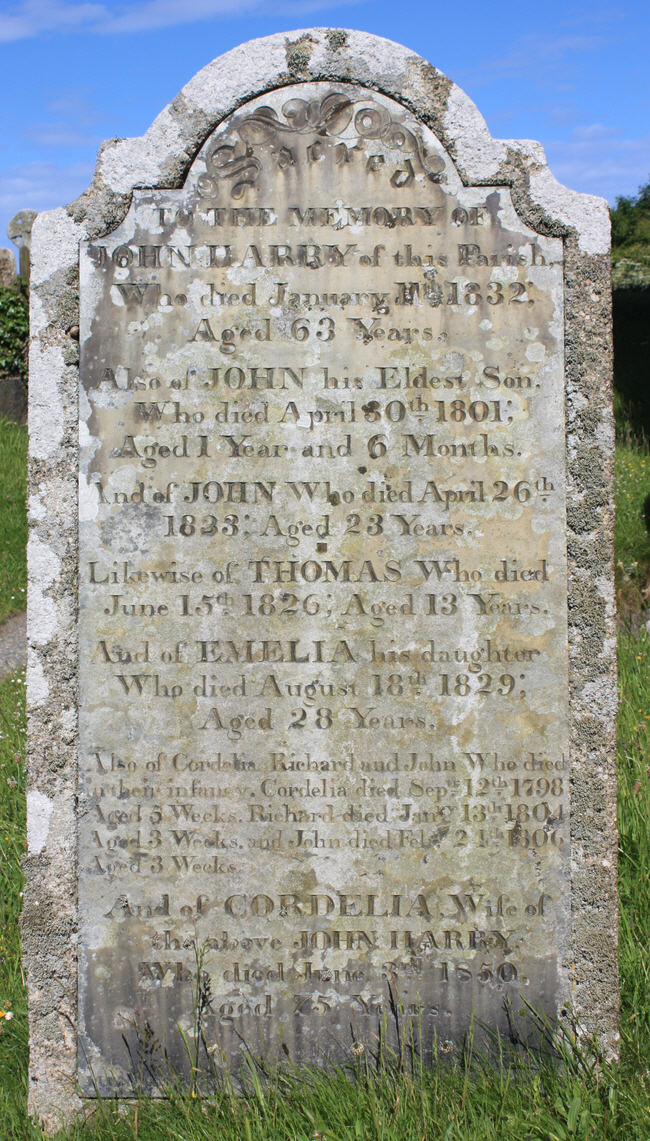 Sacred
TO THE MEMORY OF
JOHN HARRY of this Parish,
Who died January 1st 1832;
Aged 63 Years.
Also of JOHN his Eldest Son.
Who died April 30th 1801;
Aged 1 Year and 6 Months.
And of JOHN Who died April 26th
1833; Aged 23 Years.
Likewise of THOMAS Who died
June 15th 1826; Aged 13 Years.
And of EMELIA his daughter
Who died August 18th 1829;
Aged 28 Years.
Also of Cordelia, Richard and John Who died
in their infancy. Cordelia died Sepr 12th 1798
Aged 5 Weeks. Richard died Jany 13th 1804
Aged 3 Weeks. and John died Feby 1806
Aged 3 Weeks.
And of CORDELIA, Wife of
the above JOHN HARRY,
Who died June 3rd 1850.
Aged 75 Years.